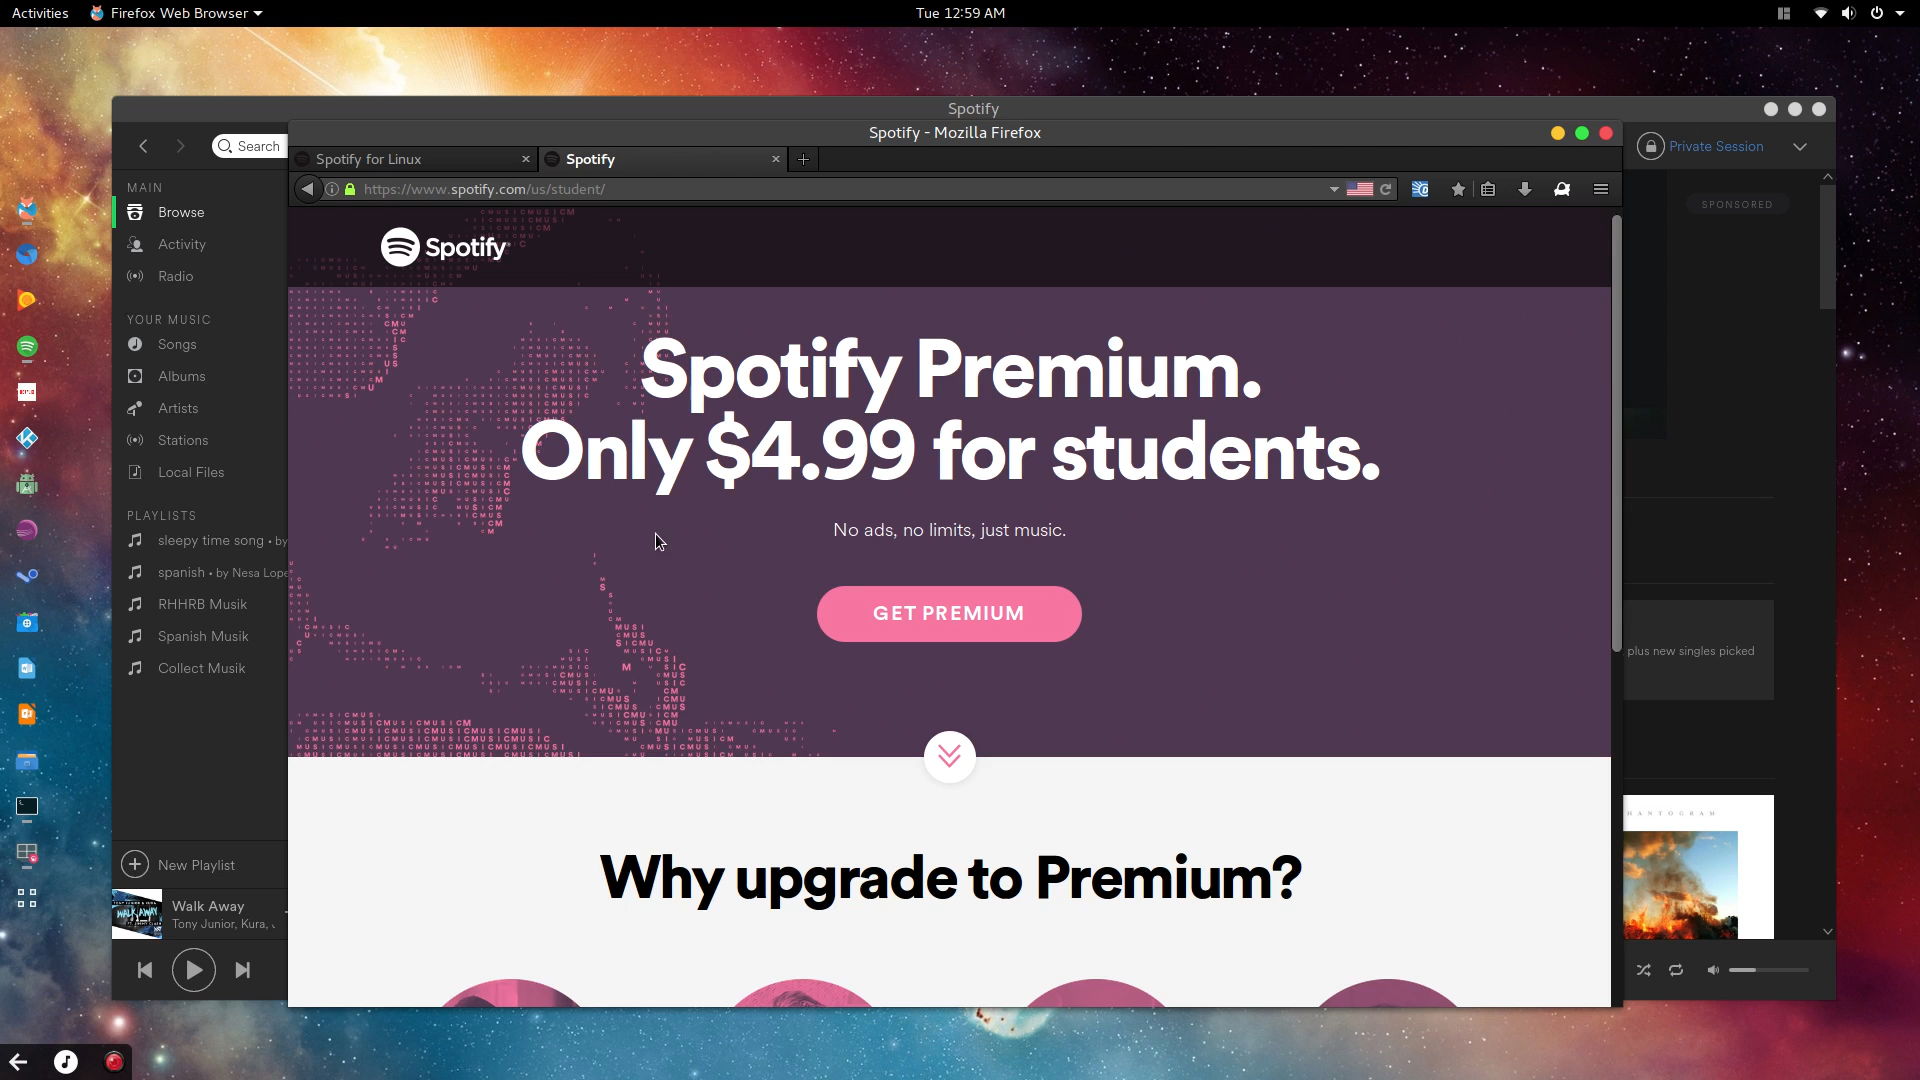 Activities
Firefox Web Browser
Tue 12:59 AM
Spotify
Search
Private Session
MAIN
Browse
Activity
Radio
YOUR MUSIC
Songs
Albums
Artists
Stations
Local Files
PLAYLISTS
sleepy time song • by
spanish • by Nesa Lope
RHHRB Musik
Spanish Musik
Collect Musik
New Playlist
Walk Away
Tony Junior, Kura,
Spotify - Mozilla Firefox
Spotify for Linux
Spotify
https://www.spotify.com/us/student/
Spotify
Spotify Premium.
Only $4.99 for students.
No ads, no limits, just music.
GET PREMIUM
Why upgrade to Premium?
SPONSORED
plus new singles picked
HANTOGRAM